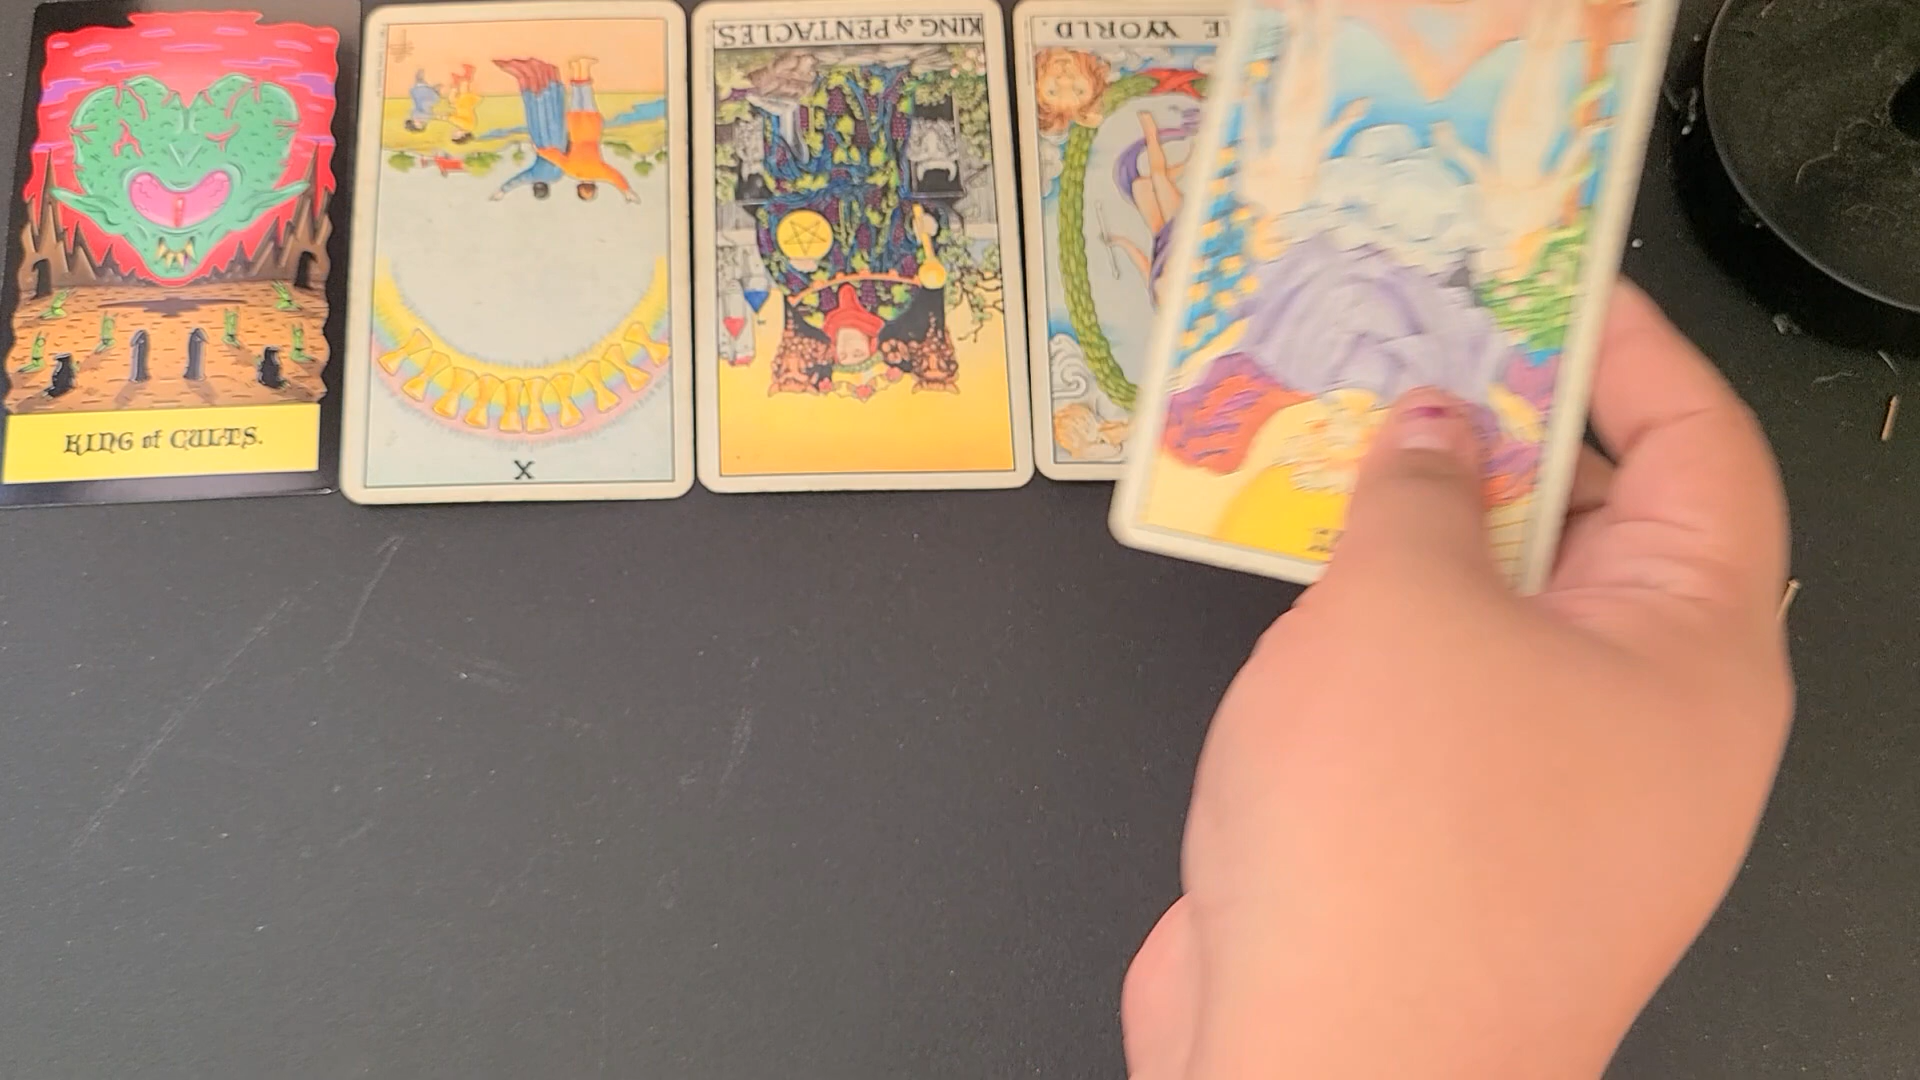 KING of PENTACLES.
E WORLD.
KING of CULTS.
X